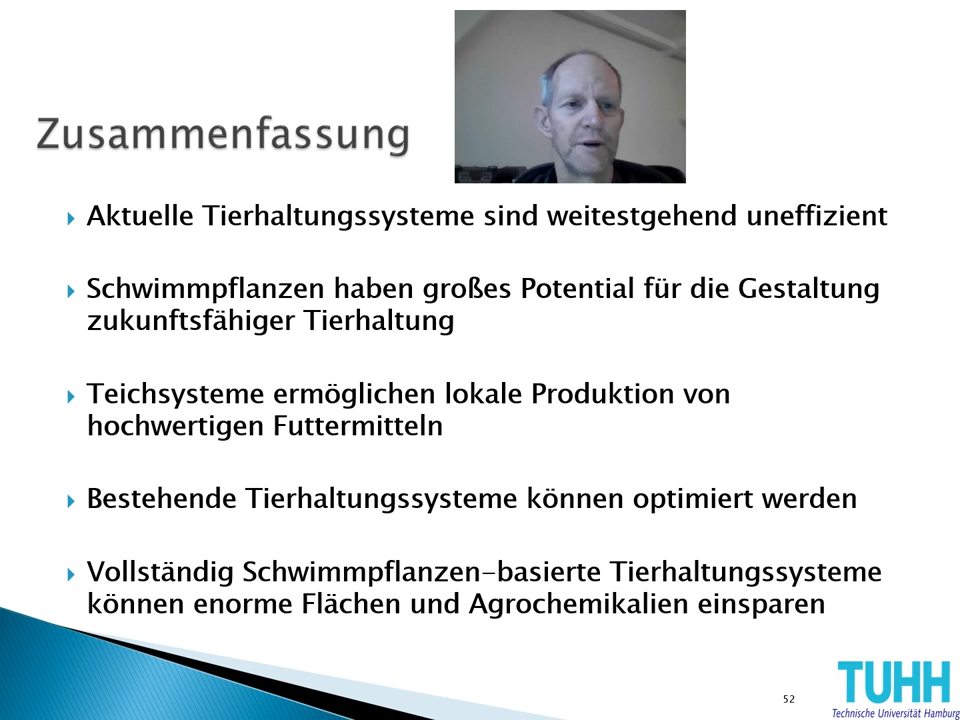 Zusammenfassung
Aktuelle Tierhaltungssysteme sind weitestgehend uneffizient
Schwimmpflanzen haben großes Potential für die Gestaltung
zukunftsfähiger Tierhaltung
Teichsysteme ermöglichen lokale Produktion von
hochwertigen Futtermitteln
Bestehende Tierhaltungssysteme können optimiert werden
Vollständig Schwimmpflanzen-basierte Tierhaltungssysteme
können enorme Flächen und Agrochemikalien einsparen
52
TUHH
Technische Universität Hamburg